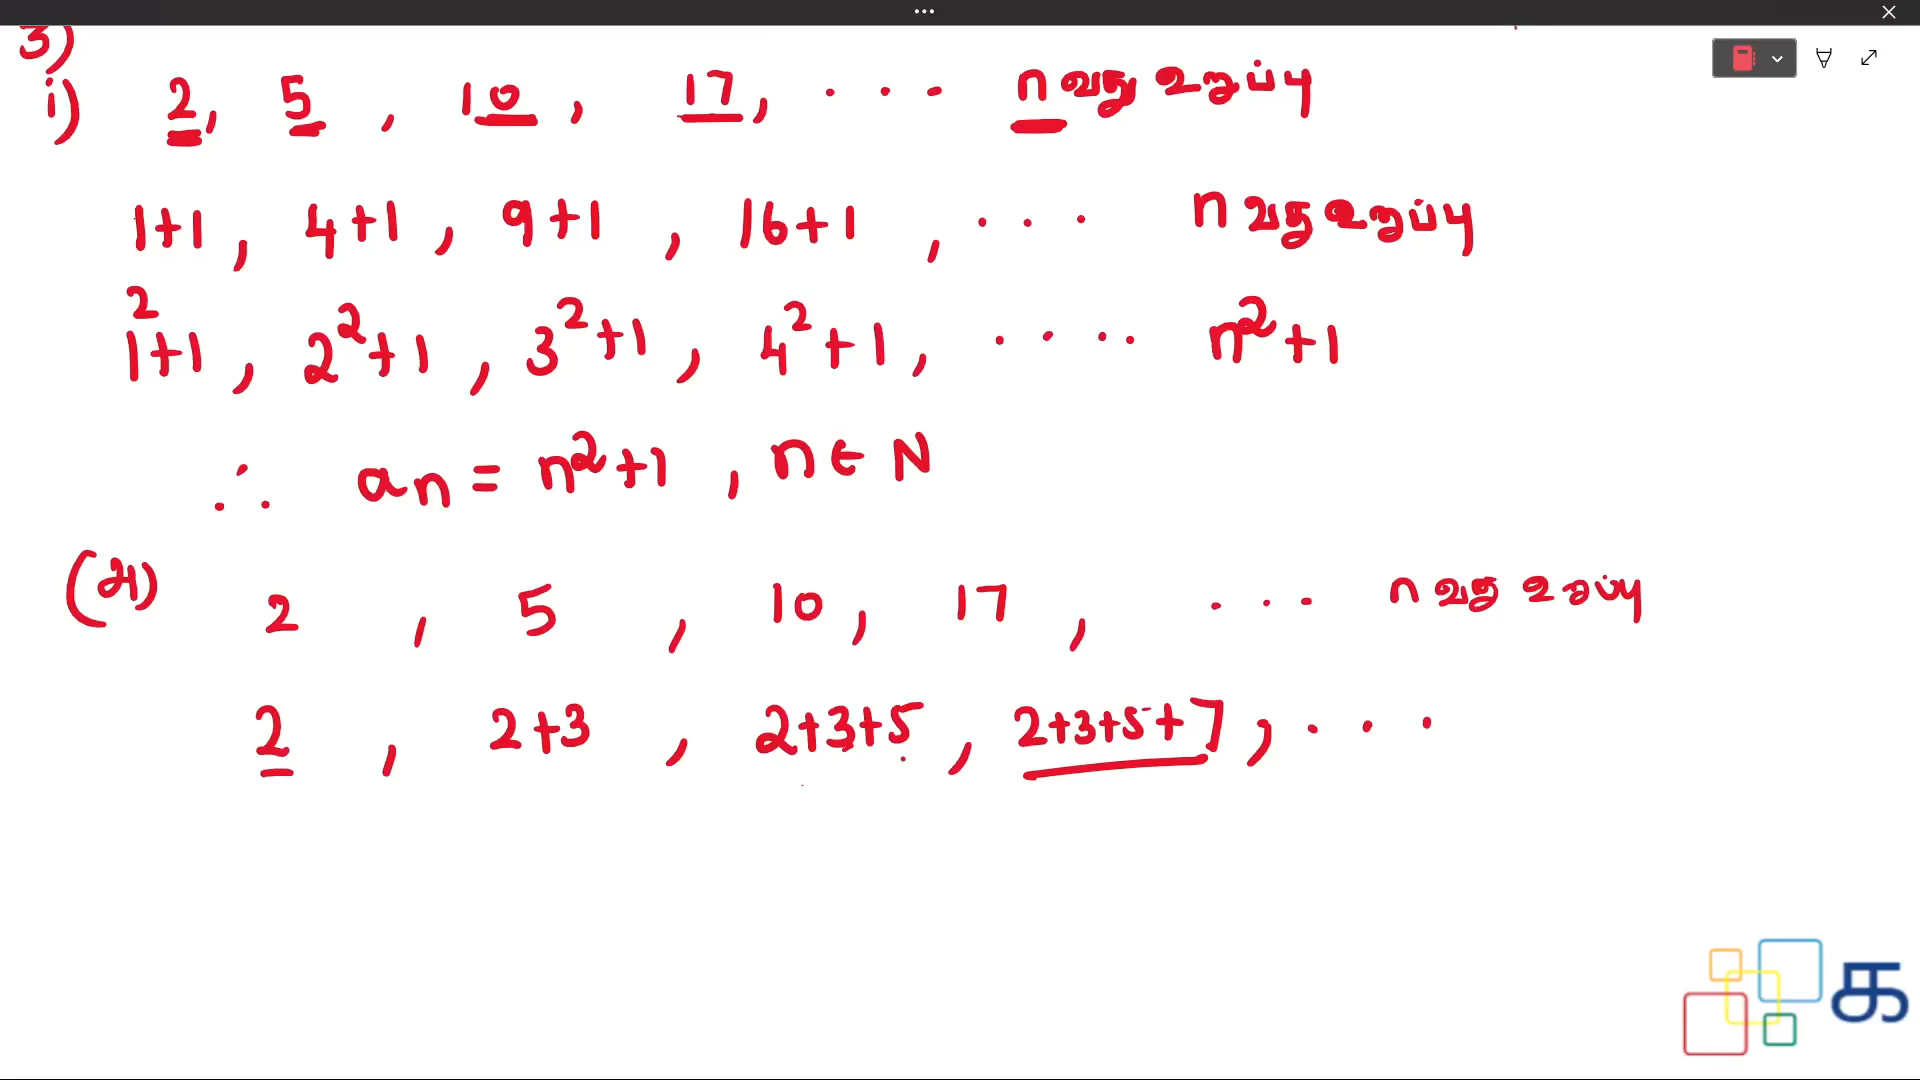 3)
i) 2, 5, 10, 17, ... n வது உறுப்பு
1+1, 4+1, 9+1, 16+1, ... n வது உறுப்பு
1²+1, 2²+1, 3²+1, 4²+1, .... n²+1
∴ aₙ = n²+1, n ∈ N
(அ) 2, 5, 10, 17, ... n வது உறுப்பு
2, 2+3, 2+3+5, 2+3+5+7, ...
க